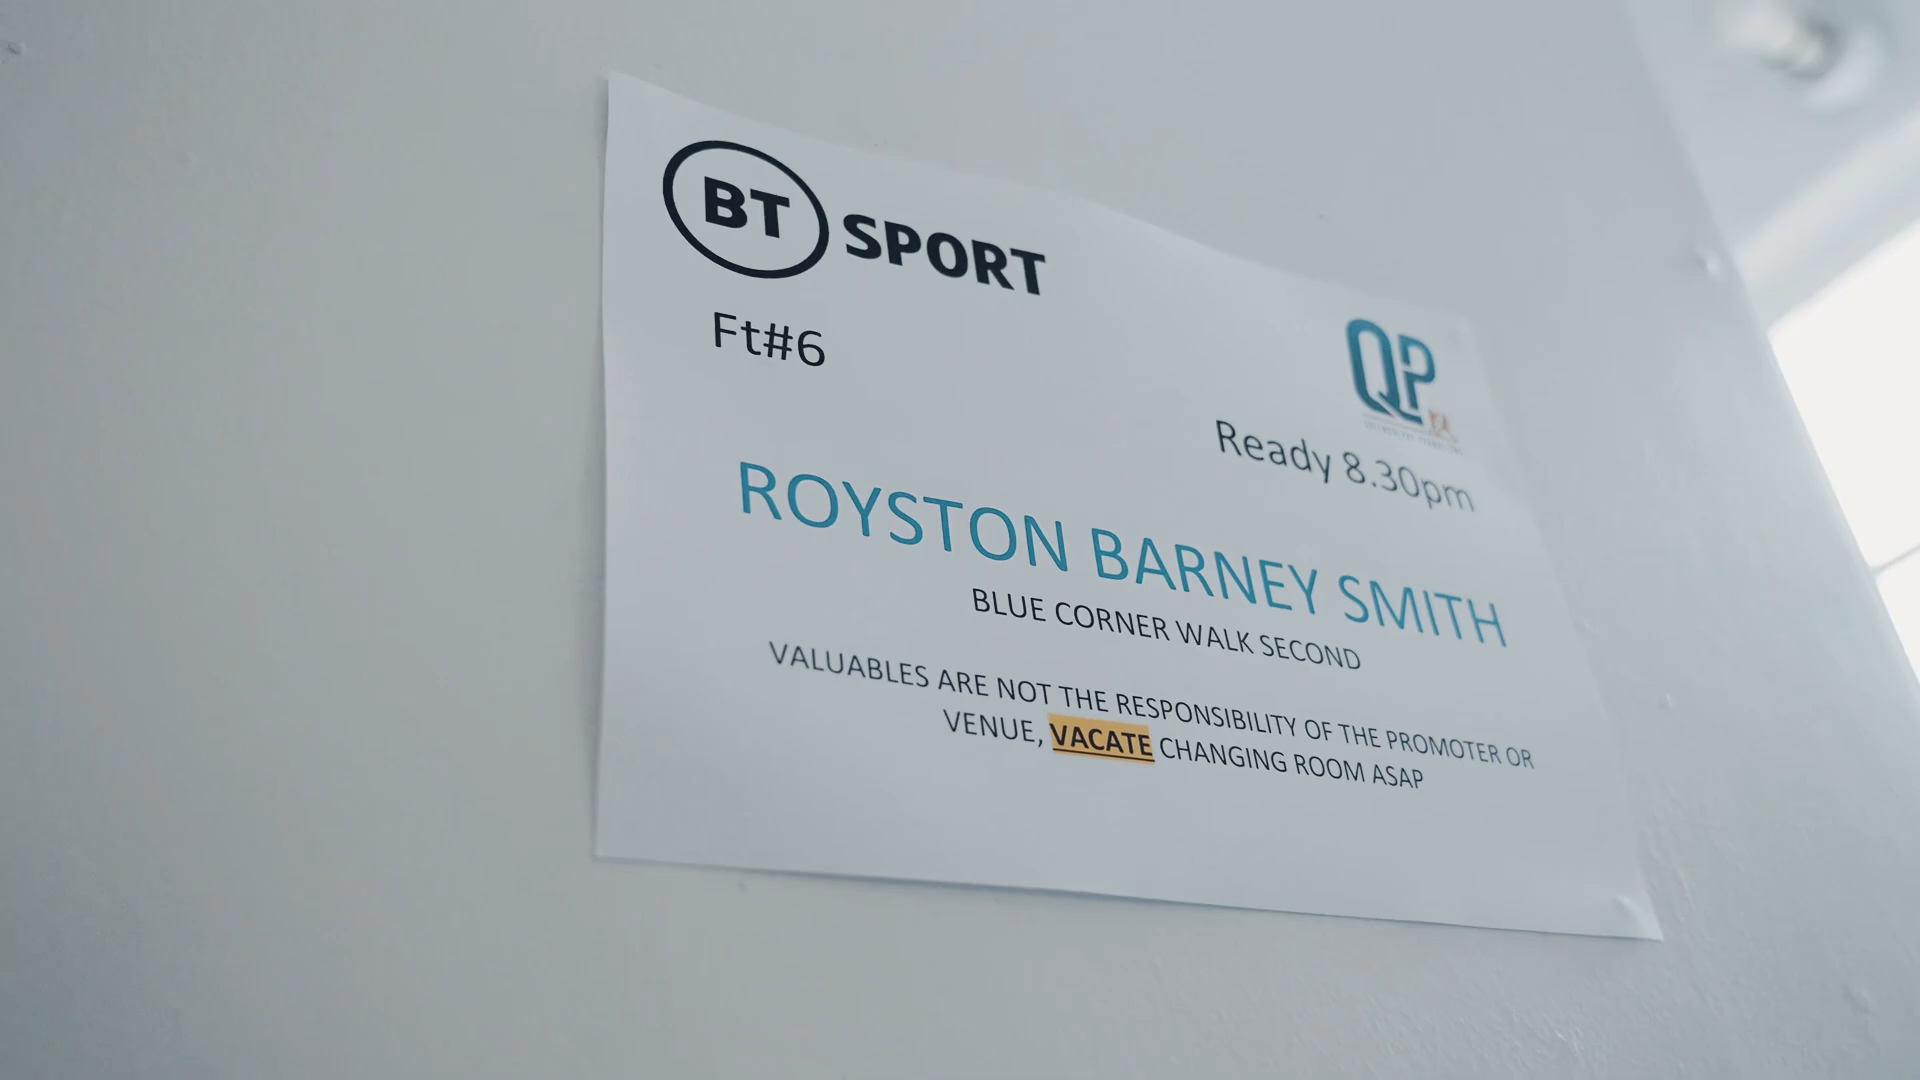 BT SPORT
Ft#6
QP
Ready 8.30pm
ROYSTON BARNEY SMITH
BLUE CORNER WALK SECOND
VALUABLES ARE NOT THE RESPONSIBILITY OF THE PROMOTER OR
VENUE, VACATE CHANGING ROOM ASAP